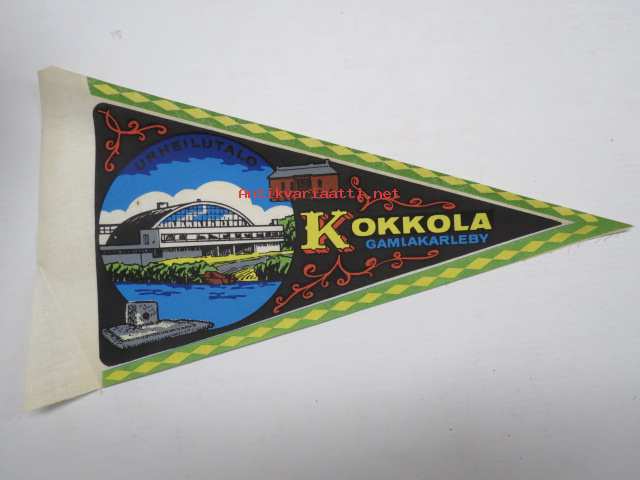 URHEILUTALO
Antikvariaatti.net
KOKKOLA
GAMLAKARLEBY